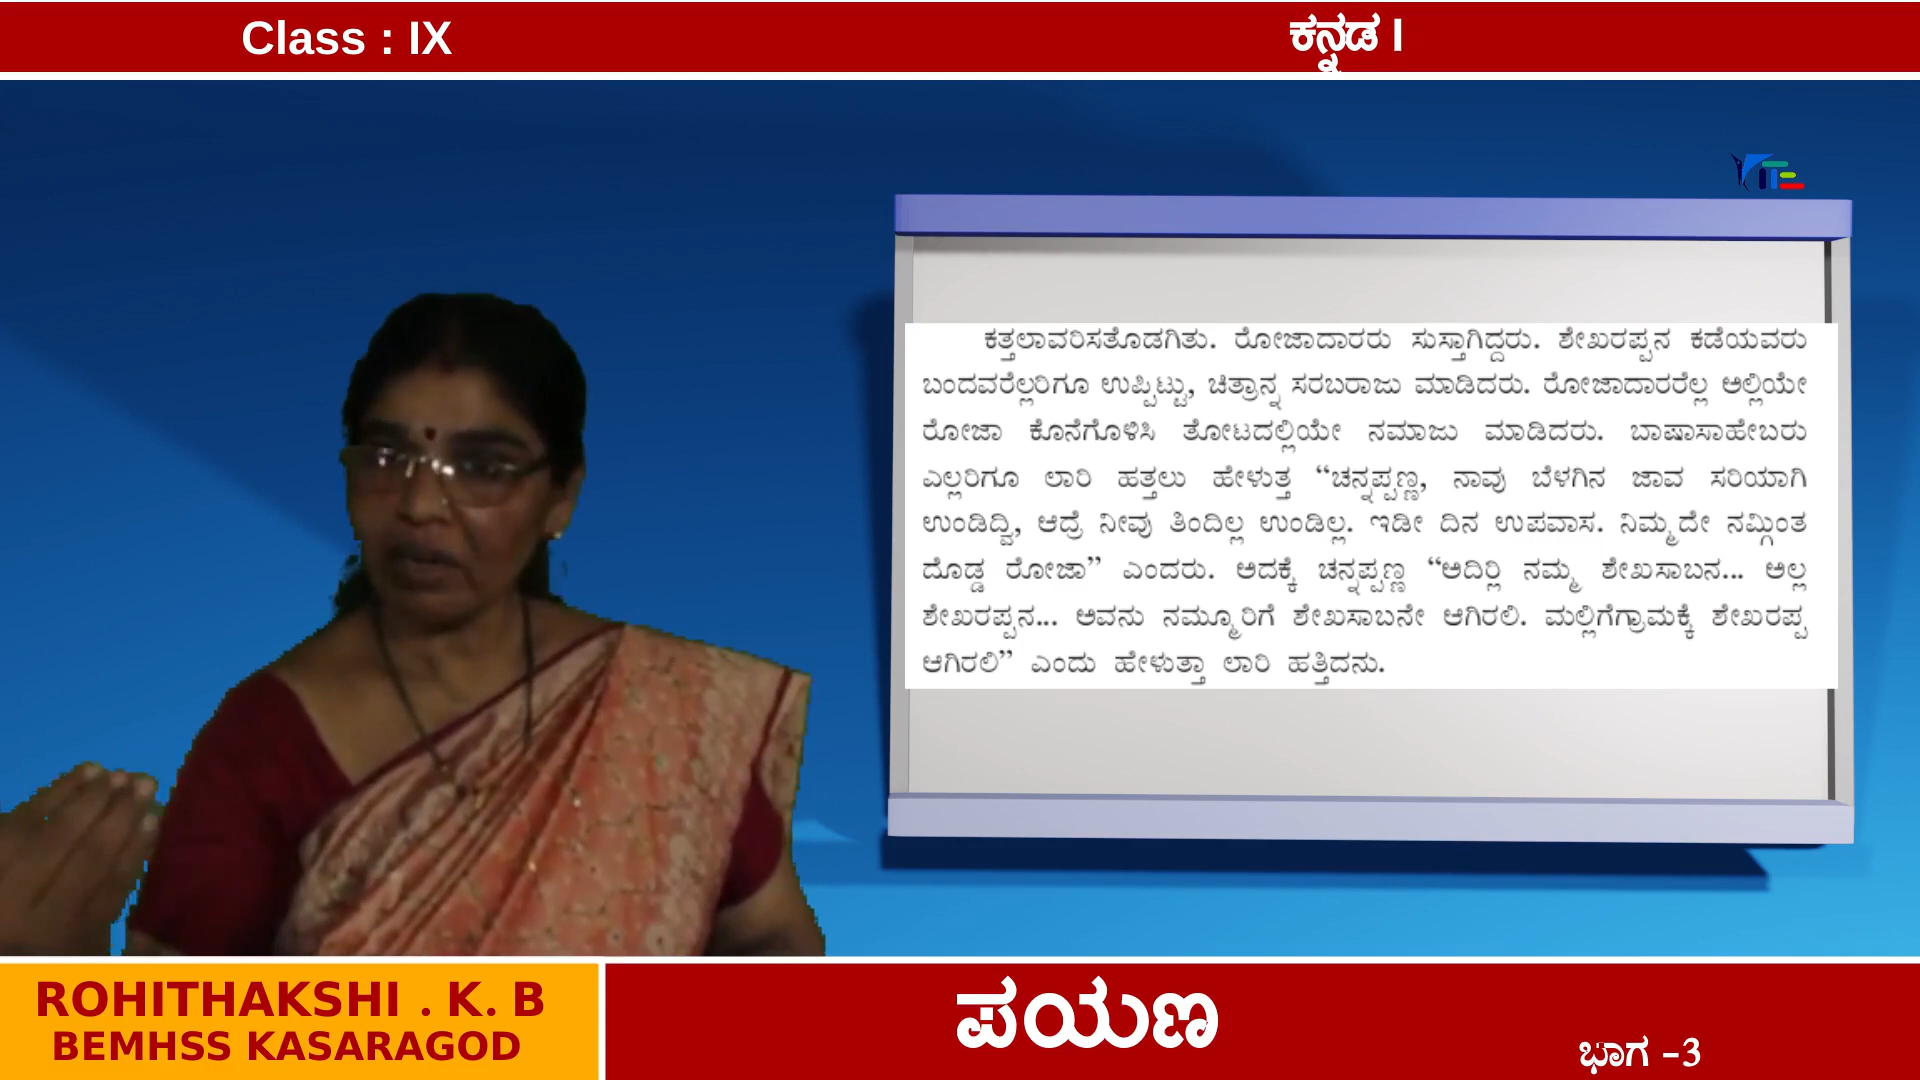 Class : IX
ಕನ್ನಡ I
ಕತ್ತಲಾವರಿಸತೊಡಗಿತು. ರೋಜಾದಾರರು ಸುಸ್ತಾಗಿದ್ದರು. ಶೇಖರಪ್ಪನ ಕಡೆಯವರು
ಬಂದವರೆಲ್ಲರಿಗೂ ಉಪ್ಪಿಟ್ಟು, ಚಿತ್ರಾನ್ನ ಸರಬರಾಜು ಮಾಡಿದರು. ರೋಜಾದಾರರೆಲ್ಲ ಅಲ್ಲಿಯೇ
ರೋಜಾ ಕೊನೆಗೊಳಿಸಿ ತೋಟದಲ್ಲಿಯೇ ನಮಾಜು ಮಾಡಿದರು. ಬಾಷಾಸಾಹೇಬರು
ಎಲ್ಲರಿಗೂ ಲಾರಿ ಹತ್ತಲು ಹೇಳುತ್ತ “ಚನ್ನಪ್ಪಣ್ಣ, ನಾವು ಬೆಳಗಿನ ಜಾವ ಸರಿಯಾಗಿ
ಉಂಡಿದ್ವಿ, ಆದ್ರೆ ನೀವು ತಿಂದಿಲ್ಲ ಉಂಡಿಲ್ಲ. ಇಡೀ ದಿನ ಉಪವಾಸ. ನಿಮ್ಮದೇ ನಮ್ಗಿಂತ
ದೊಡ್ಡ ರೋಜಾ” ಎಂದರು. ಅದಕ್ಕೆ ಚನ್ನಪ್ಪಣ್ಣ “ಅದಿರ್‍ಲಿ ನಮ್ಮ ಶೇಖಸಾಬನ... ಅಲ್ಲ
ಶೇಖರಪ್ಪನ... ಅವನು ನಮ್ಮೂರಿಗೆ ಶೇಖಸಾಬನೇ ಆಗಿರಲಿ. ಮಲ್ಲಿಗೆಗ್ರಾಮಕ್ಕೆ ಶೇಖರಪ್ಪ
ಆಗಿರಲಿ” ಎಂದು ಹೇಳುತ್ತಾ ಲಾರಿ ಹತ್ತಿದನು.
ROHITHAKSHI . K. B
BEMHSS KASARAGOD
ಪಯಣ
ಭಾಗ -3